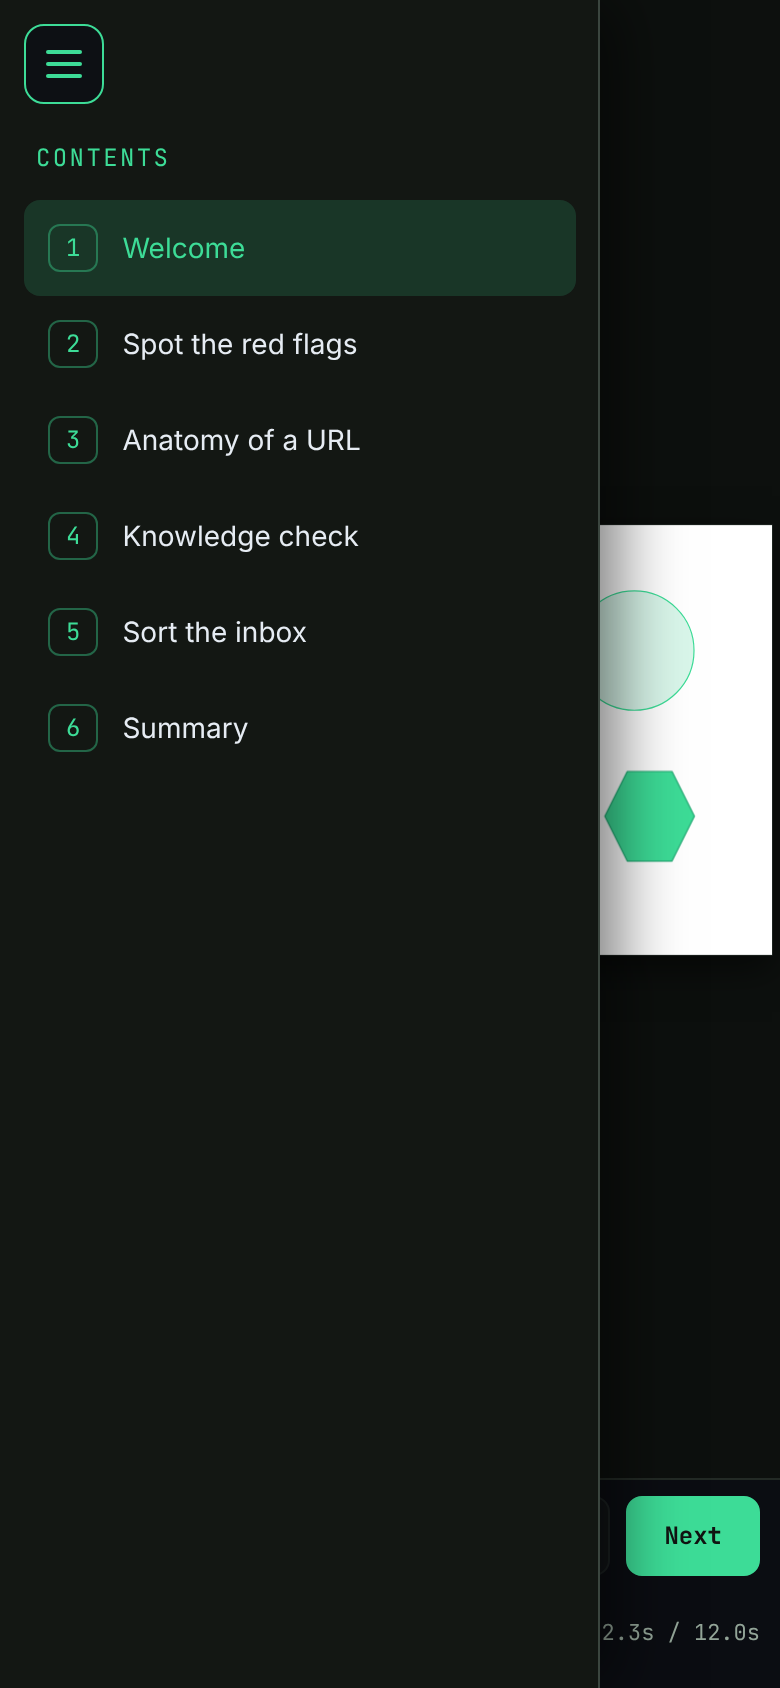 CONTENTS
1 Welcome
2 Spot the red flags
3 Anatomy of a URL
4 Knowledge check
5 Sort the inbox
6 Summary
Next
2.3s / 12.0s